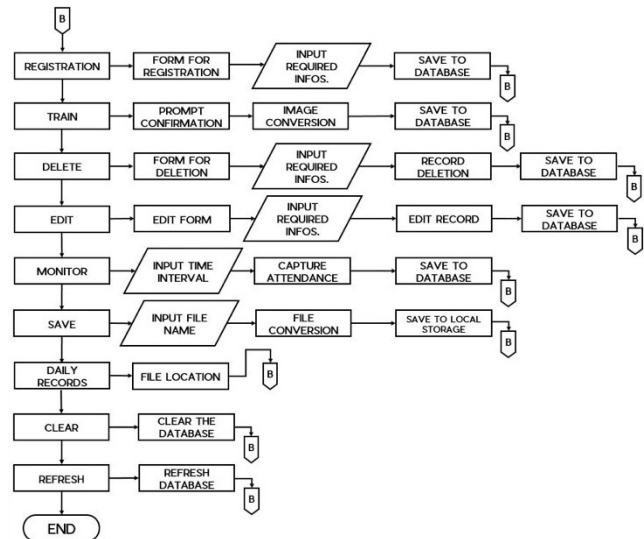 B
REGISTRATION
FORM FOR
REGISTRATION
INPUT
REQUIRED
INFOS.
SAVE TO
DATABASE
B
TRAIN
PROMPT
CONFIRMATION
IMAGE
CONVERSION
SAVE TO
DATABASE
B
DELETE
FORM FOR
DELETION
INPUT
REQUIRED
INFOS.
RECORD
DELETION
SAVE TO
DATABASE
B
EDIT
EDIT FORM
INPUT
REQUIRED
INFOS.
EDIT RECORD
SAVE TO
DATABASE
B
MONITOR
INPUT TIME
INTERVAL
CAPTURE
ATTENDANCE
SAVE TO
DATABASE
B
SAVE
INPUT FILE
NAME
FILE
CONVERSION
SAVE TO LOCAL
STORAGE
B
DAILY
RECORDS
FILE LOCATION
B
CLEAR
CLEAR THE
DATABASE
B
REFRESH
REFRESH
DATABASE
B
END